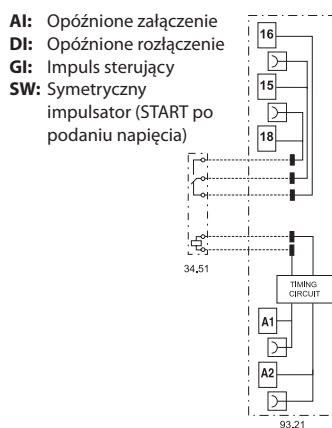 AI: Opóźnione załączenie
DI: Opóźnione rozłączenie
GI: Impuls sterujący
SW: Symetryczny
impulsator (START po
podaniu napięcia)
16
15
18
34.51
TIMING
CIRCUIT
A1
A2
93.21